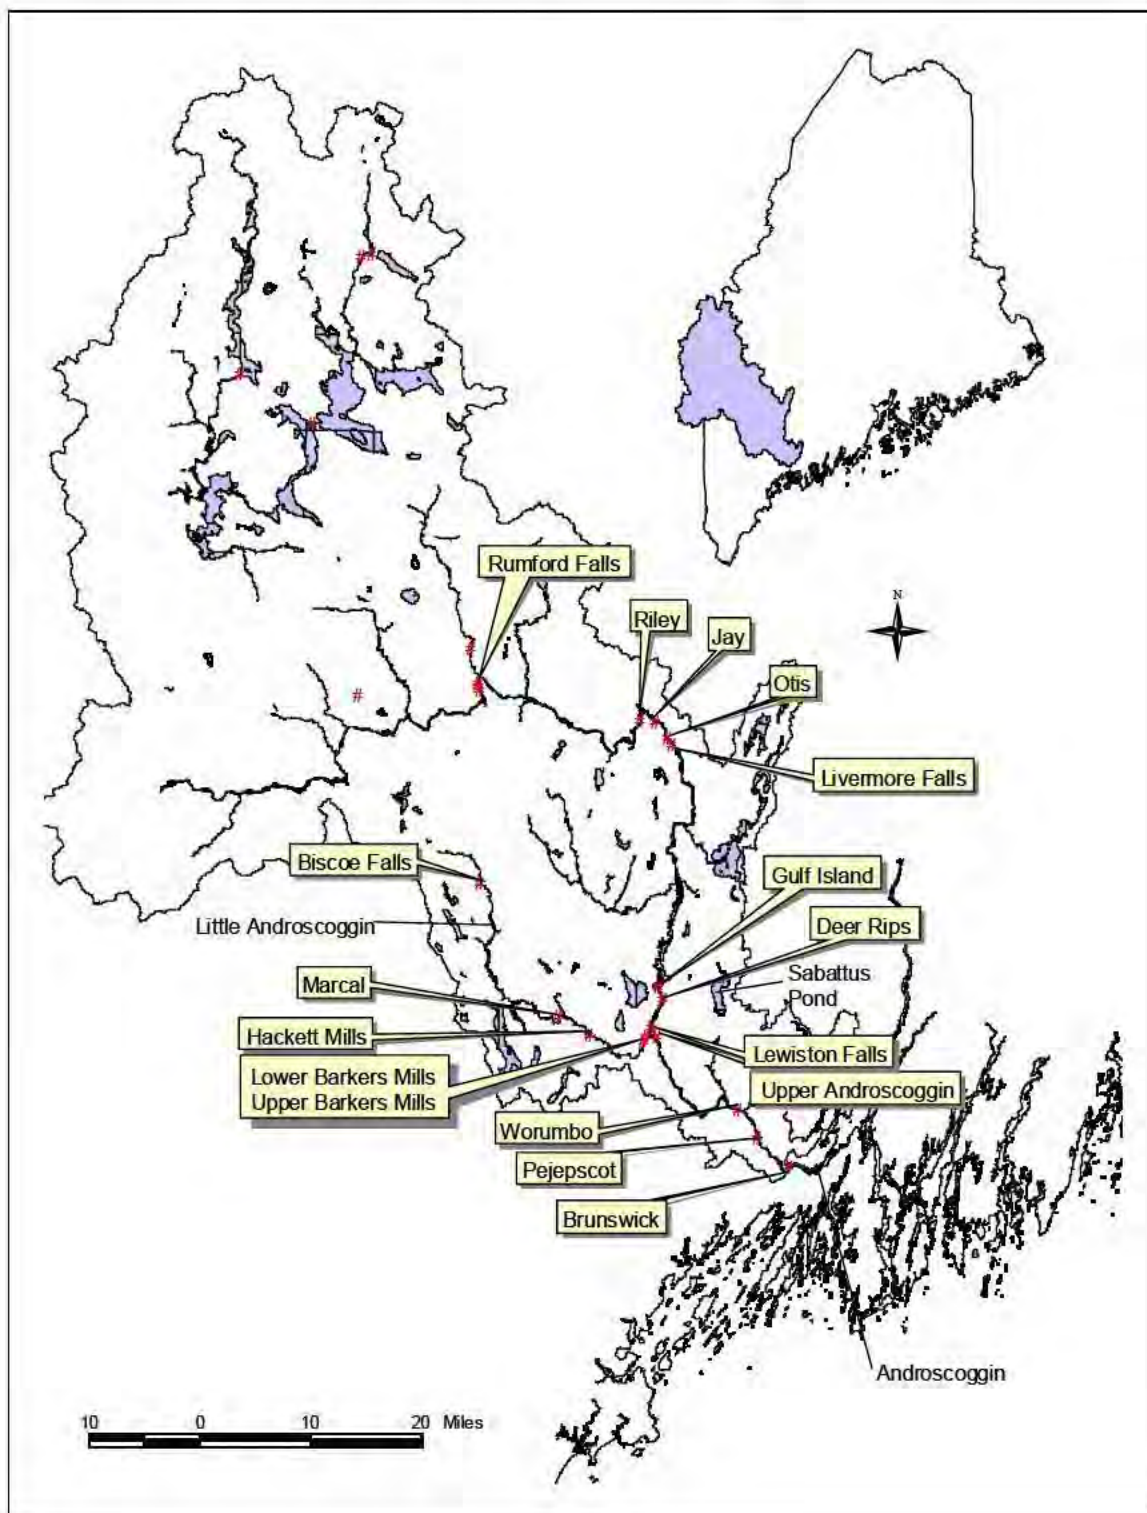 Rumford Falls
N
Riley
Jay
Otis
Livermore Falls
Biscoe Falls
Gulf Island
Little Androscoggin
Deer Rips
Marcal
Sabattus
Pond
Hackett Mills
Lewiston Falls
Lower Barkers Mills
Upper Barkers Mills
Upper Androscoggin
Worumbo
Pejepscot
Brunswick
Androscoggin
10 0 10 20 Miles